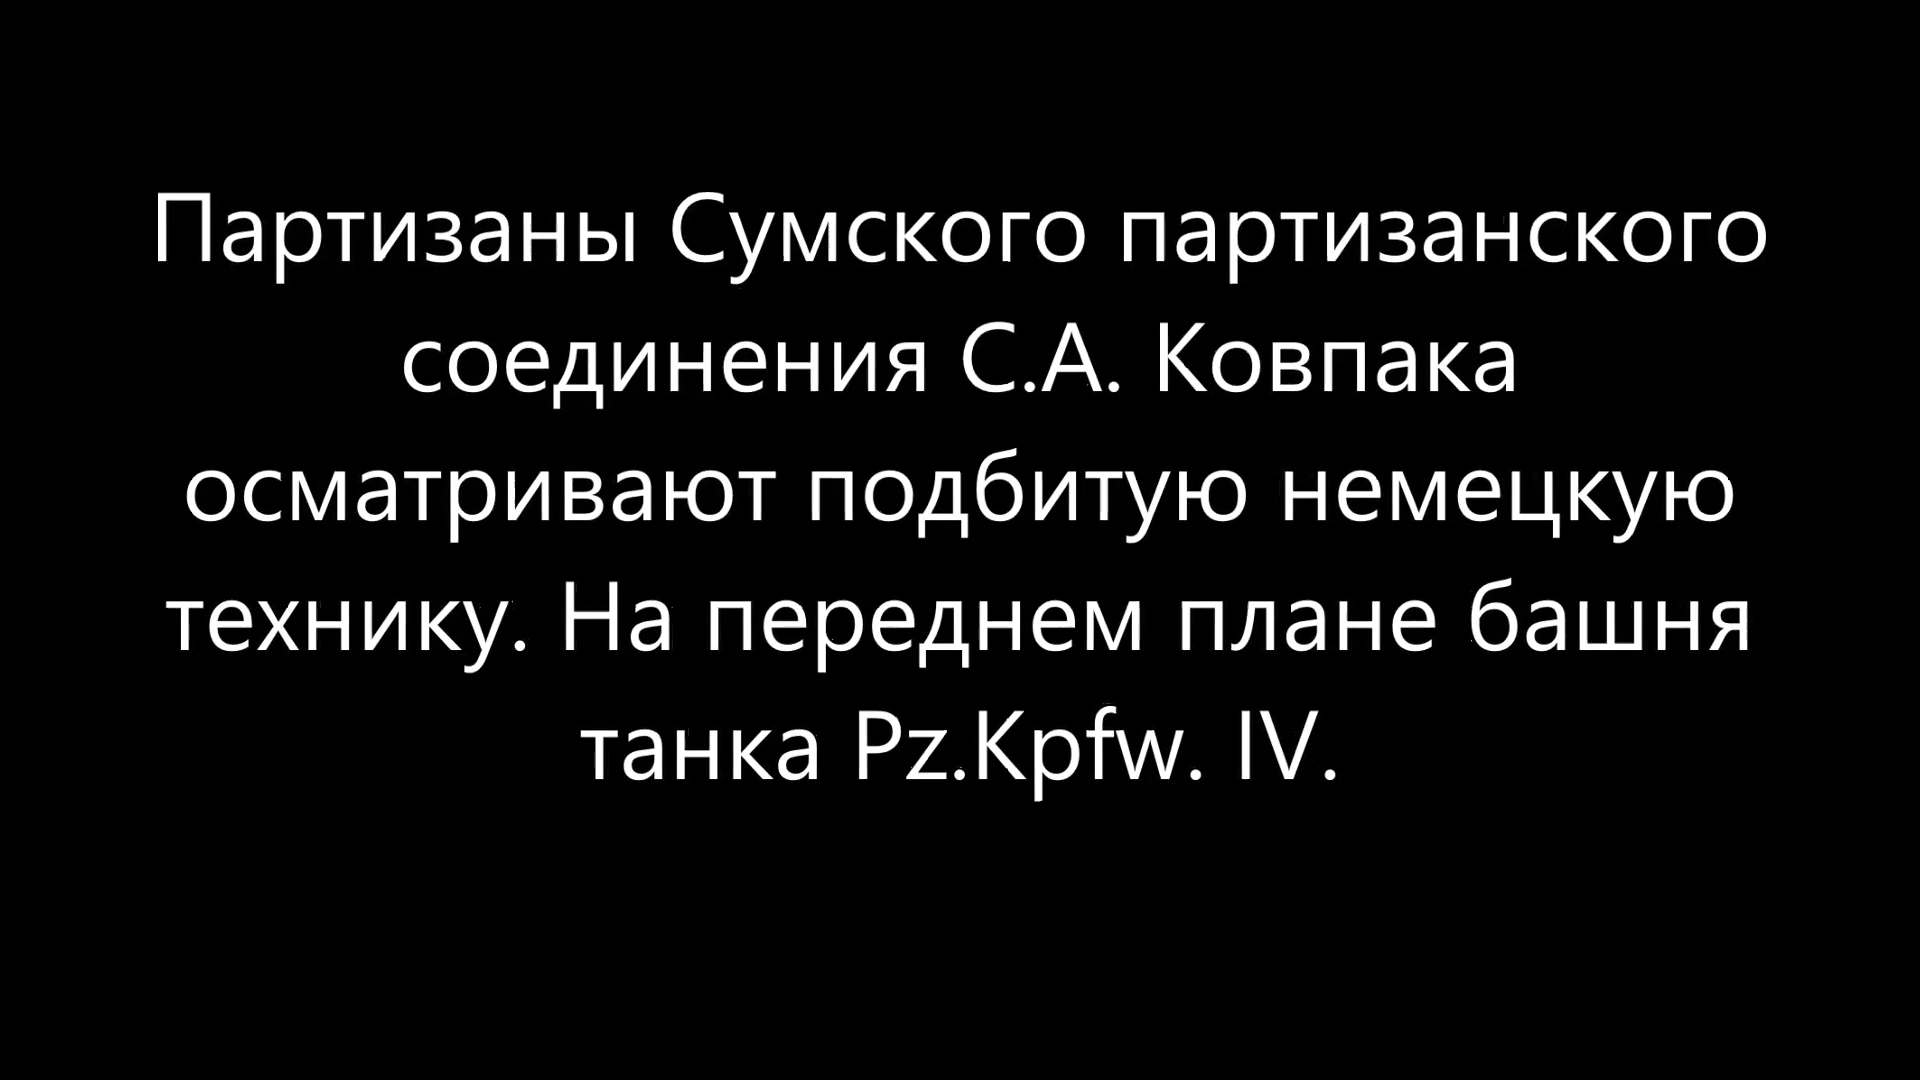 Партизаны Сумского партизанского
соединения С.А. Ковпака
осматривают подбитую немецкую
технику. На переднем плане башня
танка Pz.Kpfw. IV.